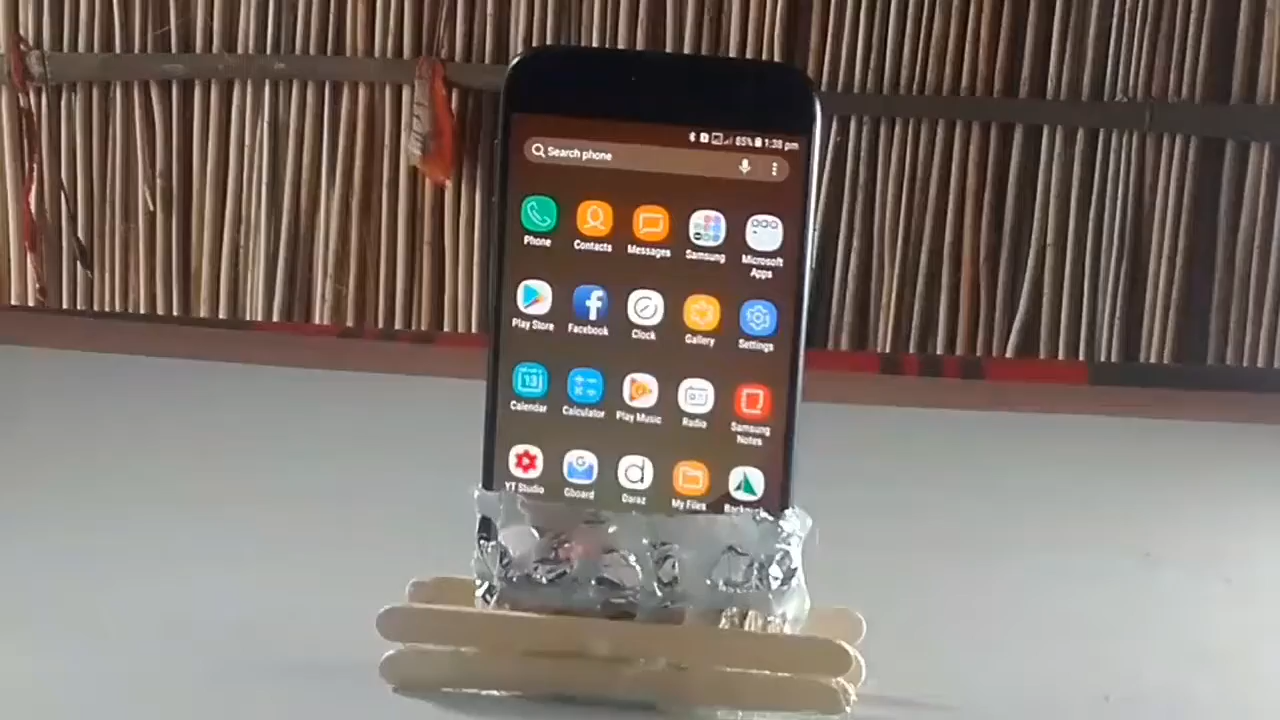 85% 1:38 pm
Search phone
Phone Contacts Messages Samsung Microsoft Apps
Play Store Facebook Clock Gallery Settings
13
Calendar Calculator Play Music Radio Samsung Notes
YT Studio Gboard Daraz My Files